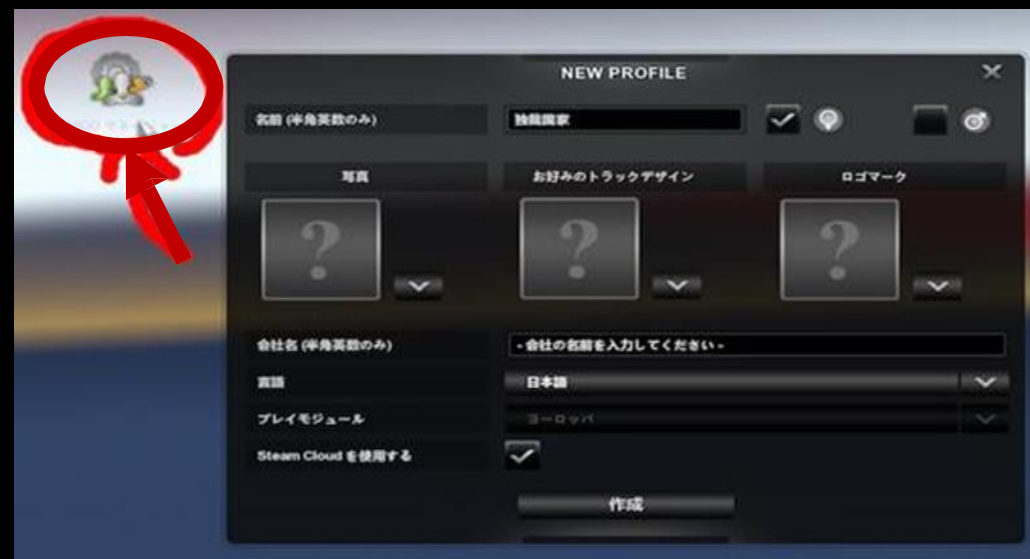 NEW PROFILE
名前 (半角英数のみ)
独龍国家
写真
お好みのトラックデザイン
ロゴマーク
?
?
?
会社名 (半角英数のみ)
- 会社の名前を入力してください -
言語
日本語
プレイモジュール
ヨーロッパ
Steam Cloud を使用する
作成